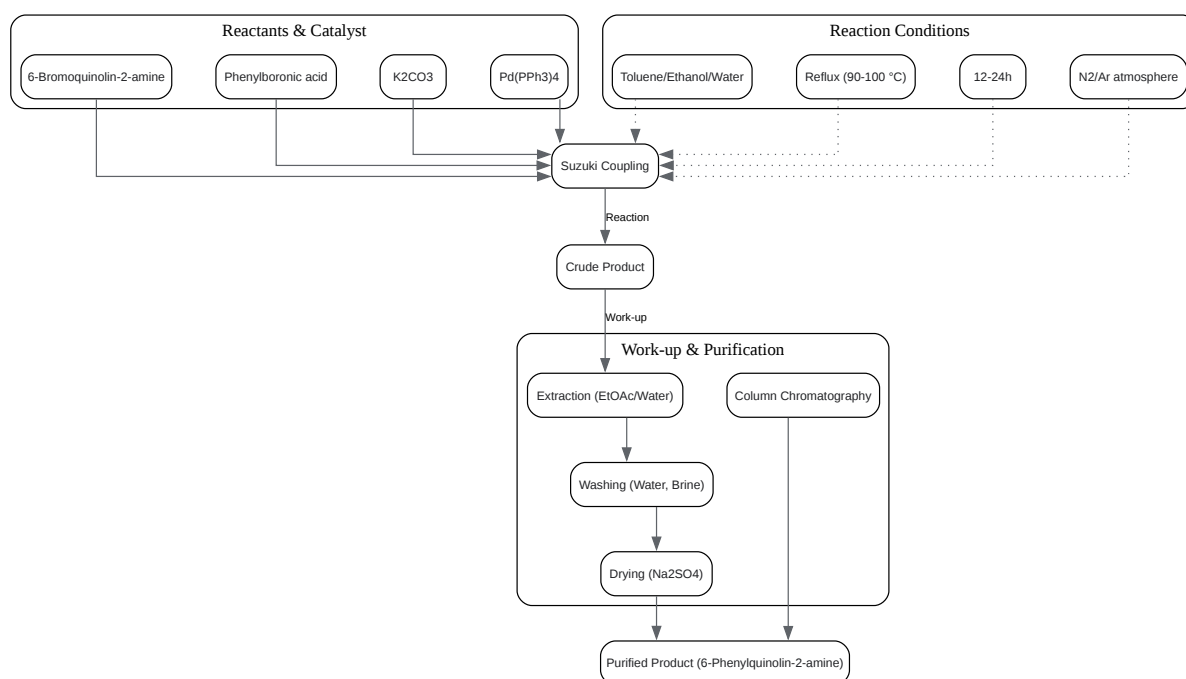 Reactants & Catalyst
Reaction Conditions
6-Bromoquinolin-2-amine
Phenylboronic acid
K2CO3
Pd(PPh3)4
Toluene/Ethanol/Water
Reflux (90-100 °C)
12-24h
N2/Ar atmosphere
Suzuki Coupling
Reaction
Crude Product
Work-up
Work-up & Purification
Extraction (EtOAc/Water)
Column Chromatography
Washing (Water, Brine)
Drying (Na2SO4)
Purified Product (6-Phenylquinolin-2-amine)